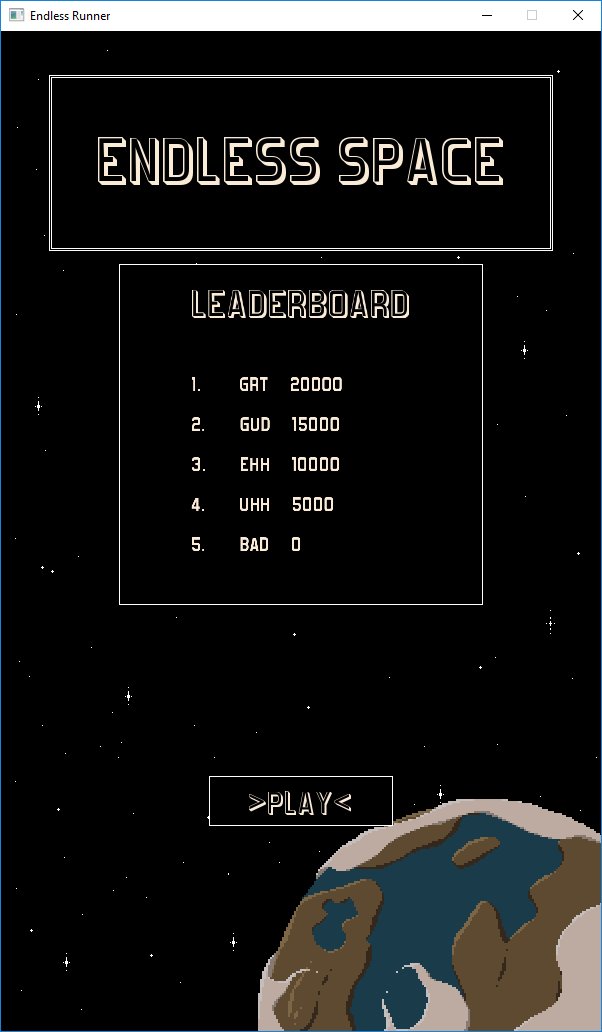 Endless Runner
ENDLESS SPACE
LEADERBOARD
1. GRT 20000
2. GUD 15000
3. EHH 10000
4. UHH 5000
5. BAD 0
>PLAY<